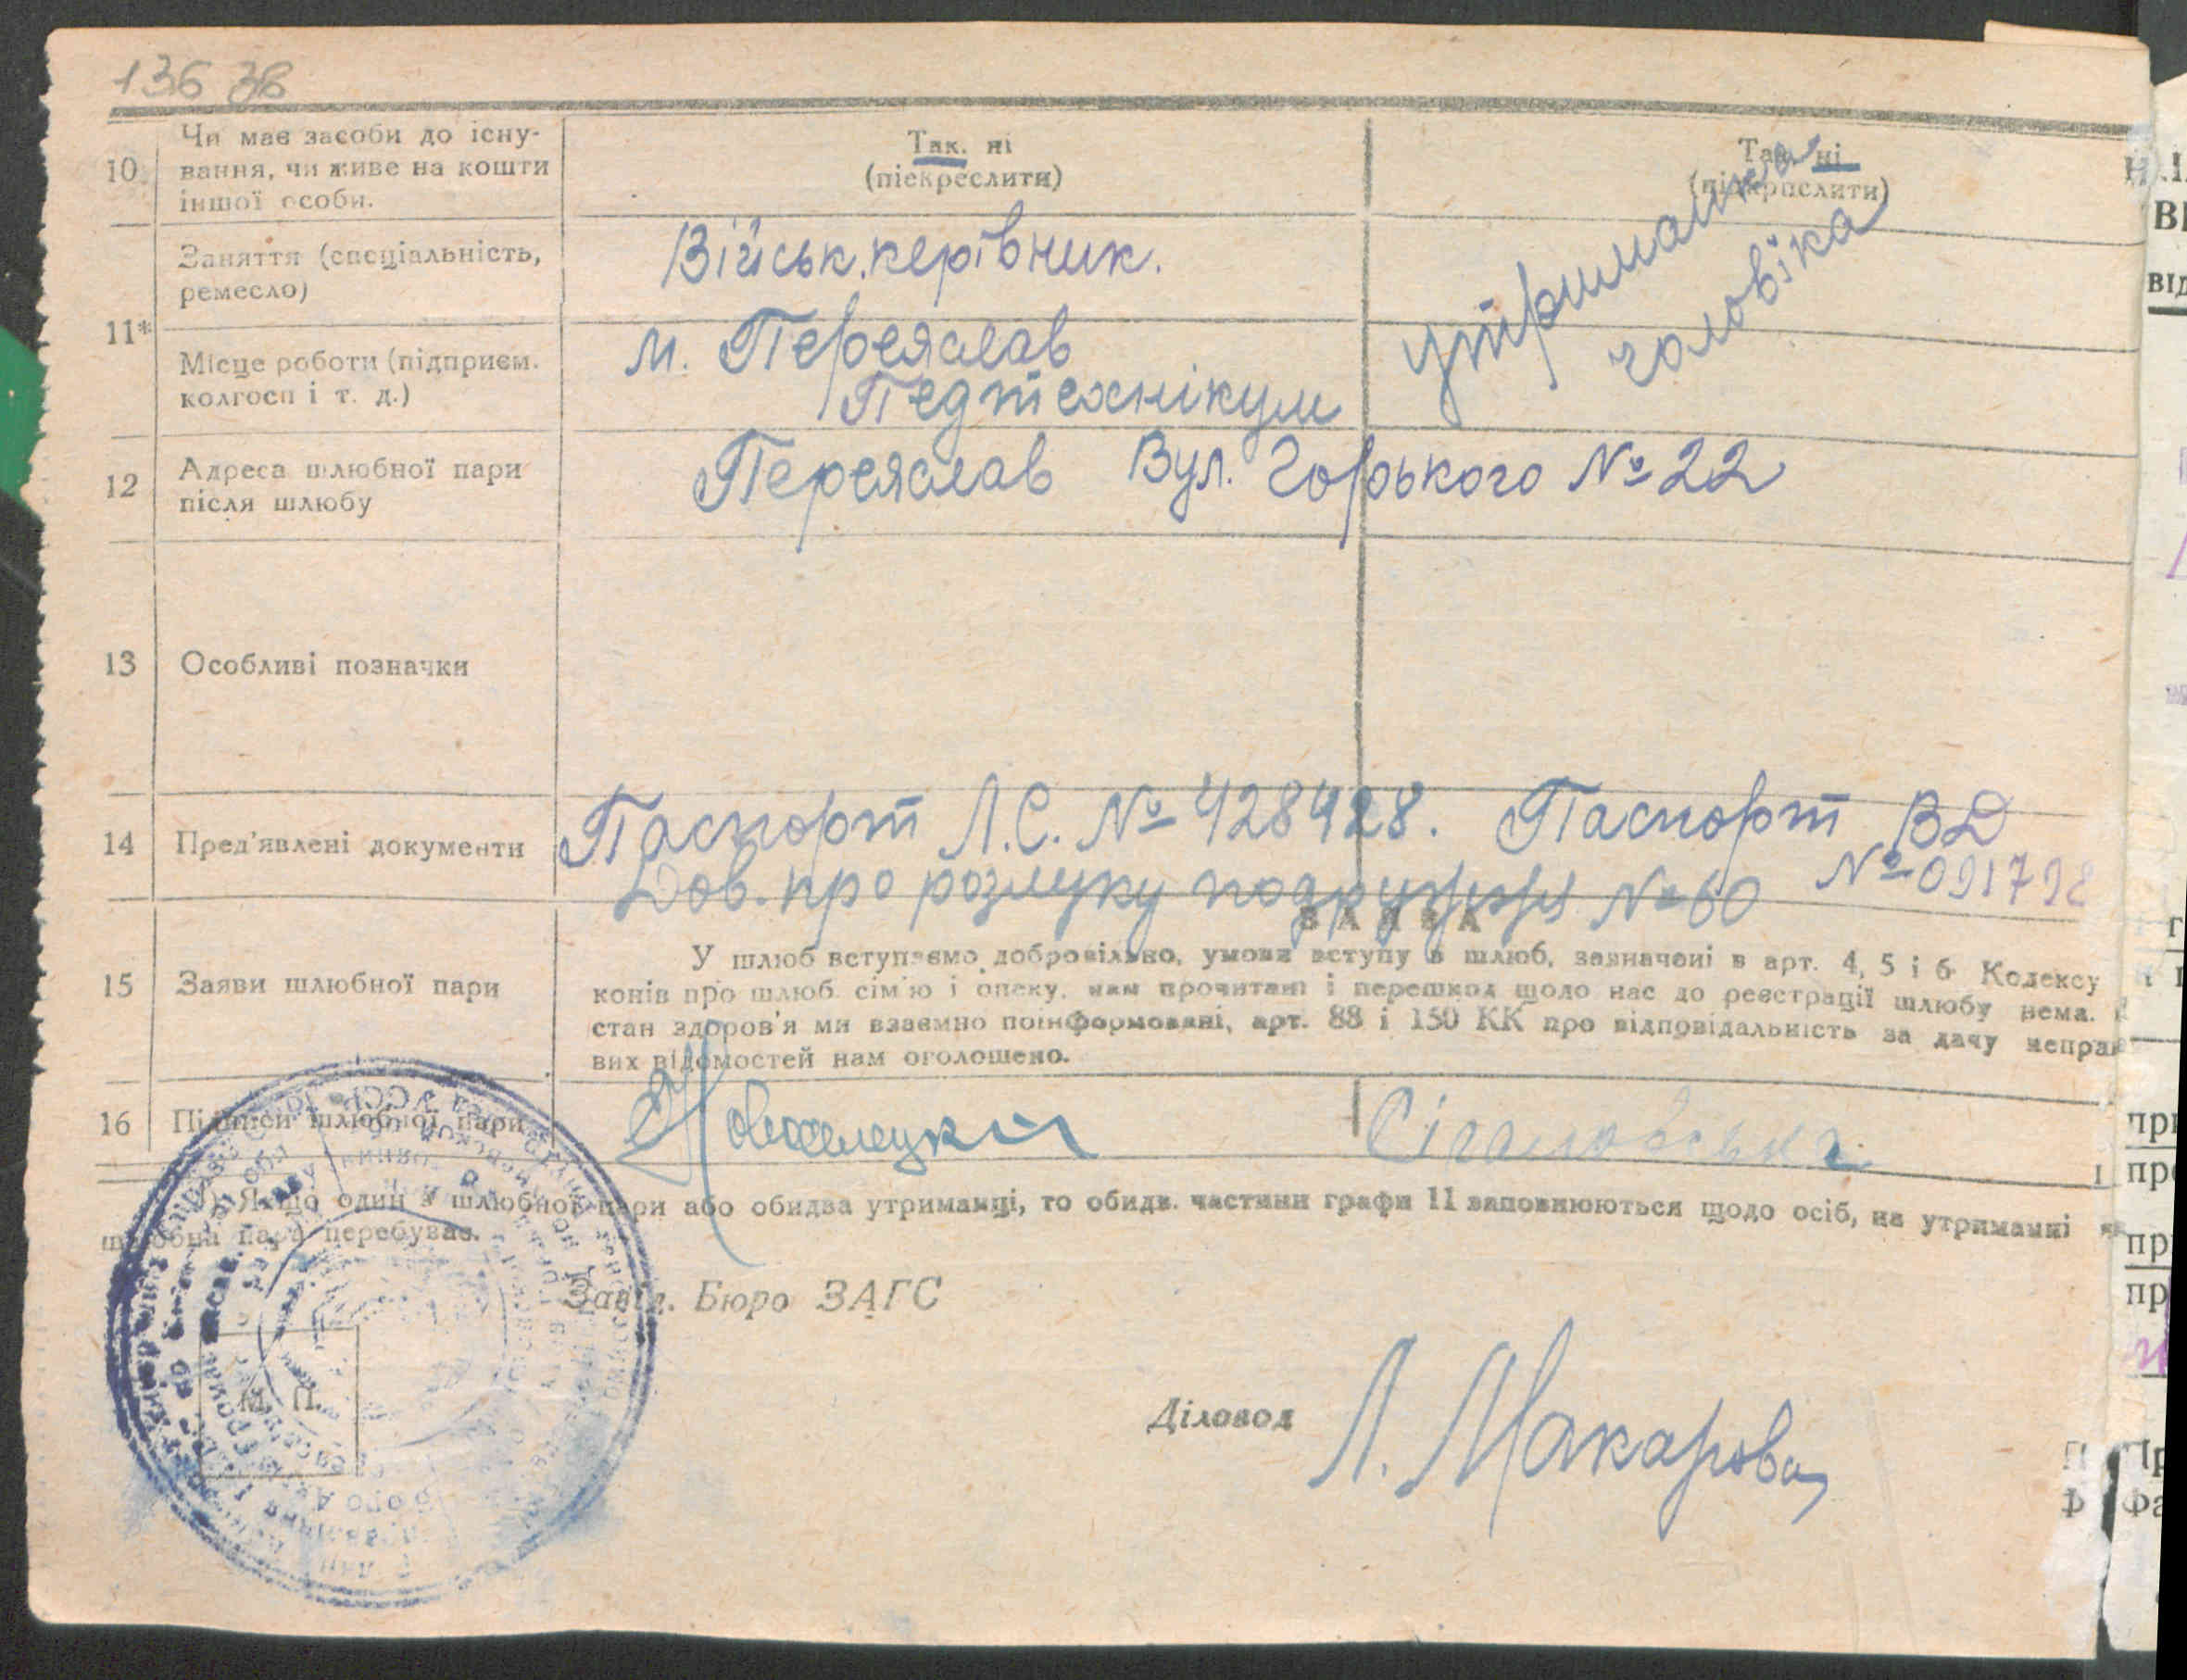 136 38
10
Чи має засоби до існу-
вання, чи живе на кошти
іншої особи.
Так. ні
(піекреслити)
Так. ні
(підкрпслити)
11*
Заняття (спеціальність,
ремесло)
Військ. керівник.
утриманка
чоловіка
Місце роботи (підприєм.
колгосп і т. д.)
м. Переяслав
Педтехнікум
12
Адреса шлюбної пари
після шлюбу
Переяслав Вул. Горького № 22
13
Особливі позначки
14
Пред'явлені документи
Паспорт Л.С. № 428428. Паспорт ВД
Дов. про розлуку подружжя № 60 № 091798
15
Заяви шлюбної пари
ЗАЯВА
У шлюб вступаємо добровільно, умови вступу в шлюб, зазначені в арт. 4, 5 і 6 Кодексу
конів про шлюб сім'ю і опеку, нам прочитані і перешкод щодо нас до реєстрації шлюбу нема.
стан здоров'я ми взаємно поінформовані, арт. 88 і 150 КК про відповідальність за дачу неправ
вих відомостей нам оголошено.
16
Підписи шлюбної пари
*) Якщо один з шлюбної пари або обидва утриманці, то обидв. частини графи 11 заповнюються щодо осіб, на утриманні
шлюбна пара перебуває.
Завід. Бюро ЗАГС
М. П.
Діловод
Л. Макарова